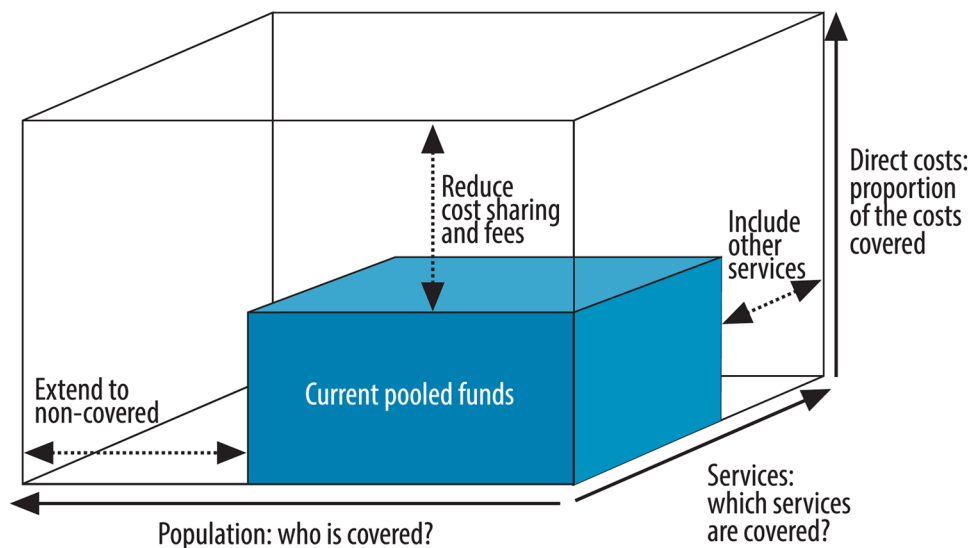 Reduce
cost sharing
and fees
Include
other
services
Direct costs:
proportion
of the costs
covered
Extend to
non-covered
Current pooled funds
Services:
which services
are covered?
Population: who is covered?